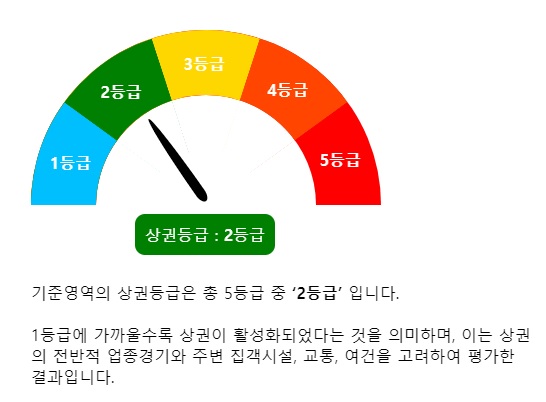 3등급
2등급
4등급
1등급
5등급
상권등급 : 2등급
기준영역의 상권등급은 총 5등급 중 ‘2등급’ 입니다.
1등급에 가까울수록 상권이 활성화되었다는 것을 의미하며, 이는 상권
의 전반적 업종경기와 주변 집객시설, 교통, 여건을 고려하여 평가한
결과입니다.